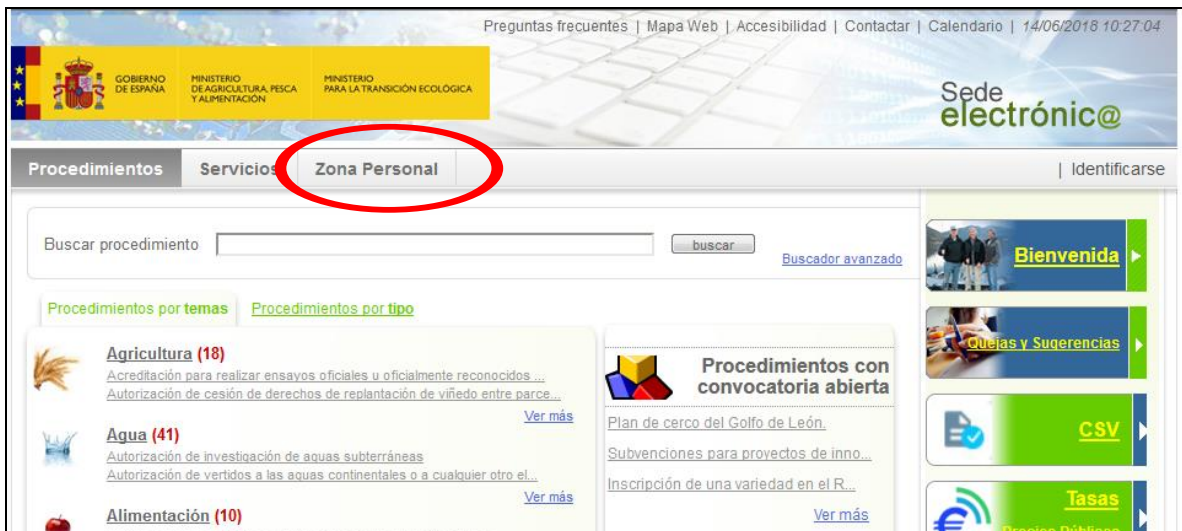 Preguntas frecuentes | Mapa Web | Accesibilidad | Contactar | Calendario | 14/06/2018 10:27:04
GOBIERNO DE ESPAÑA
MINISTERIO DE AGRICULTURA, PESCA Y ALIMENTACIÓN
MINISTERIO PARA LA TRANSICIÓN ECOLÓGICA
Sede
electrónic@
Procedimientos Servicios Zona Personal | Identificarse
Buscar procedimiento buscar Buscador avanzado
Procedimientos por temas Procedimientos por tipo
Agricultura (18)
Acreditación para realizar ensayos oficiales u oficialmente reconocidos ...
Autorización de cesión de derechos de replantación de viñedo entre parce...
Ver más
Agua (41)
Autorización de investigación de aguas subterráneas
Autorización de vertidos a las aguas continentales o a cualquier otro el...
Ver más
Alimentación (10)
Procedimientos con
convocatoria abierta
Plan de cerco del Golfo de León.
Subvenciones para proyectos de inno...
Inscripción de una variedad en el R...
Ver más
Bienvenida
Quejas y Sugerencias
CSV
Tasas
Precios Públicos